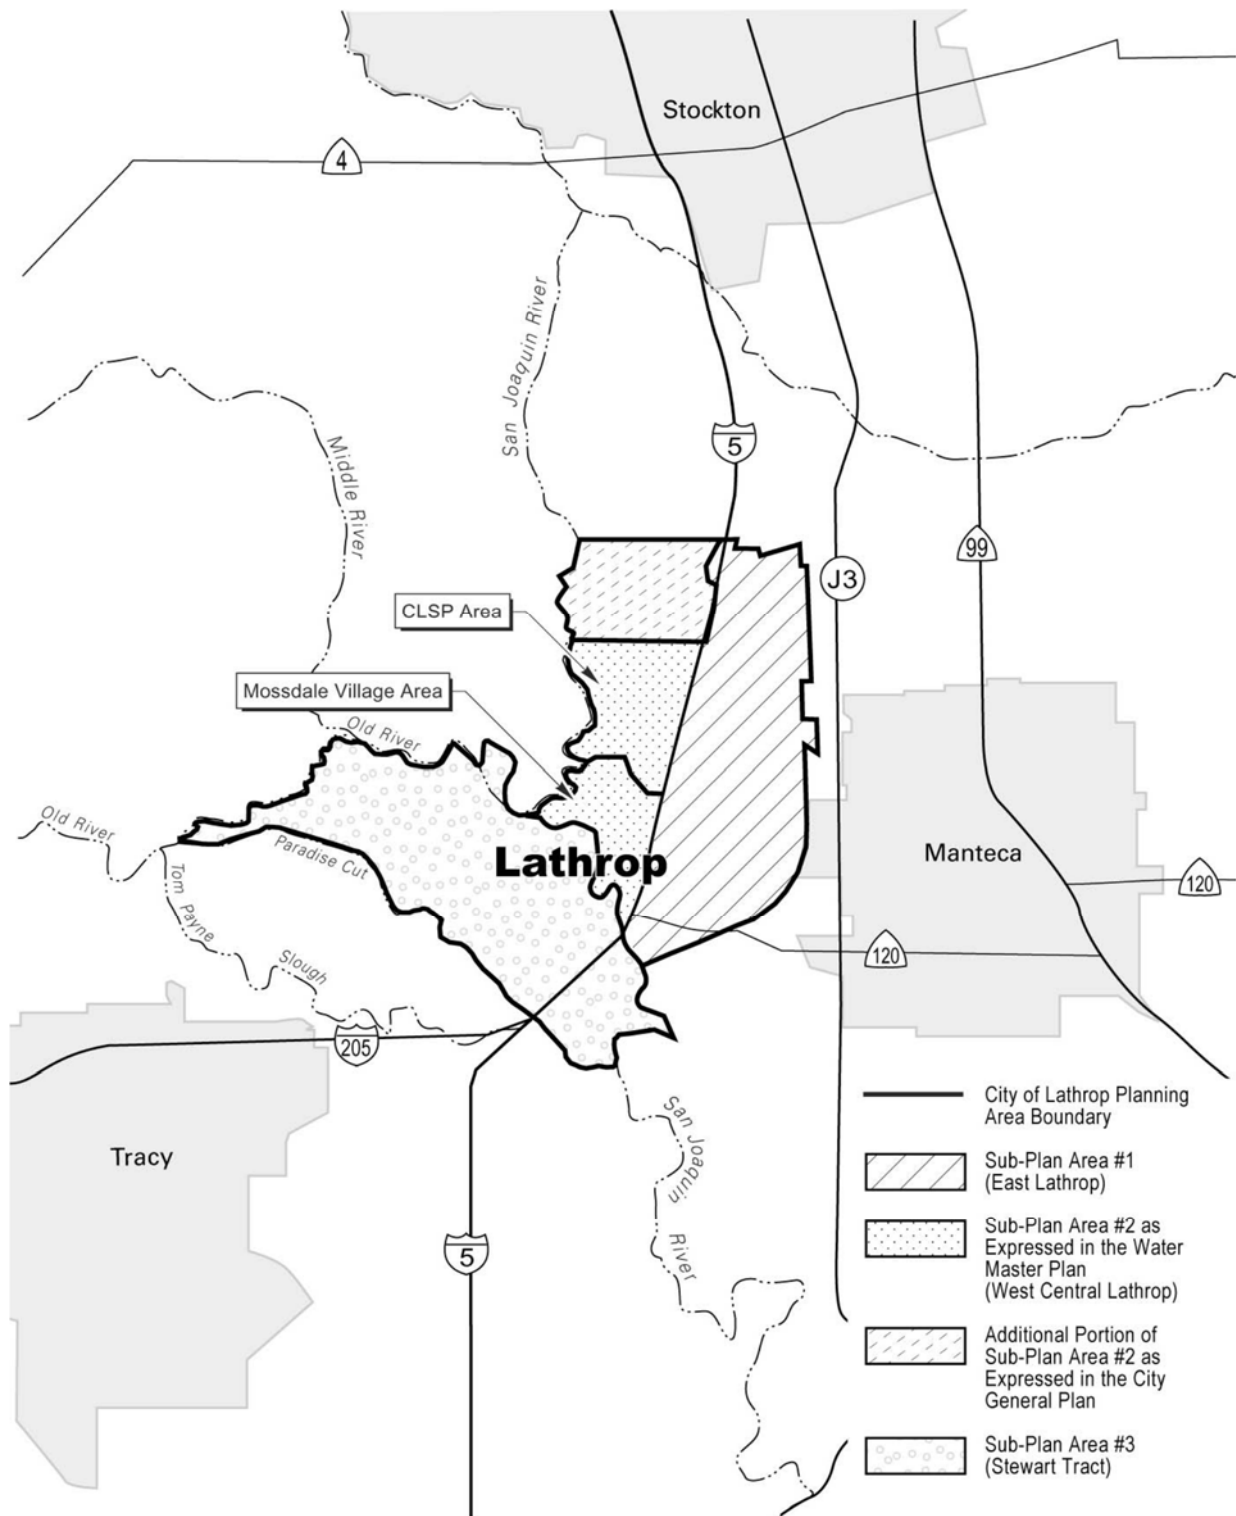 Stockton
4
San Joaquin River
Middle River
5
99
J3
CLSP Area
Mossdale Village Area
Old River
Old River
Paradise Cut
Lathrop
Manteca
120
120
Tom Payne
Slough
205
Tracy
5
San Joaquin
River
City of Lathrop Planning
Area Boundary
Sub-Plan Area #1
(East Lathrop)
Sub-Plan Area #2 as
Expressed in the Water
Master Plan
(West Central Lathrop)
Additional Portion of
Sub-Plan Area #2 as
Expressed in the City
General Plan
Sub-Plan Area #3
(Stewart Tract)